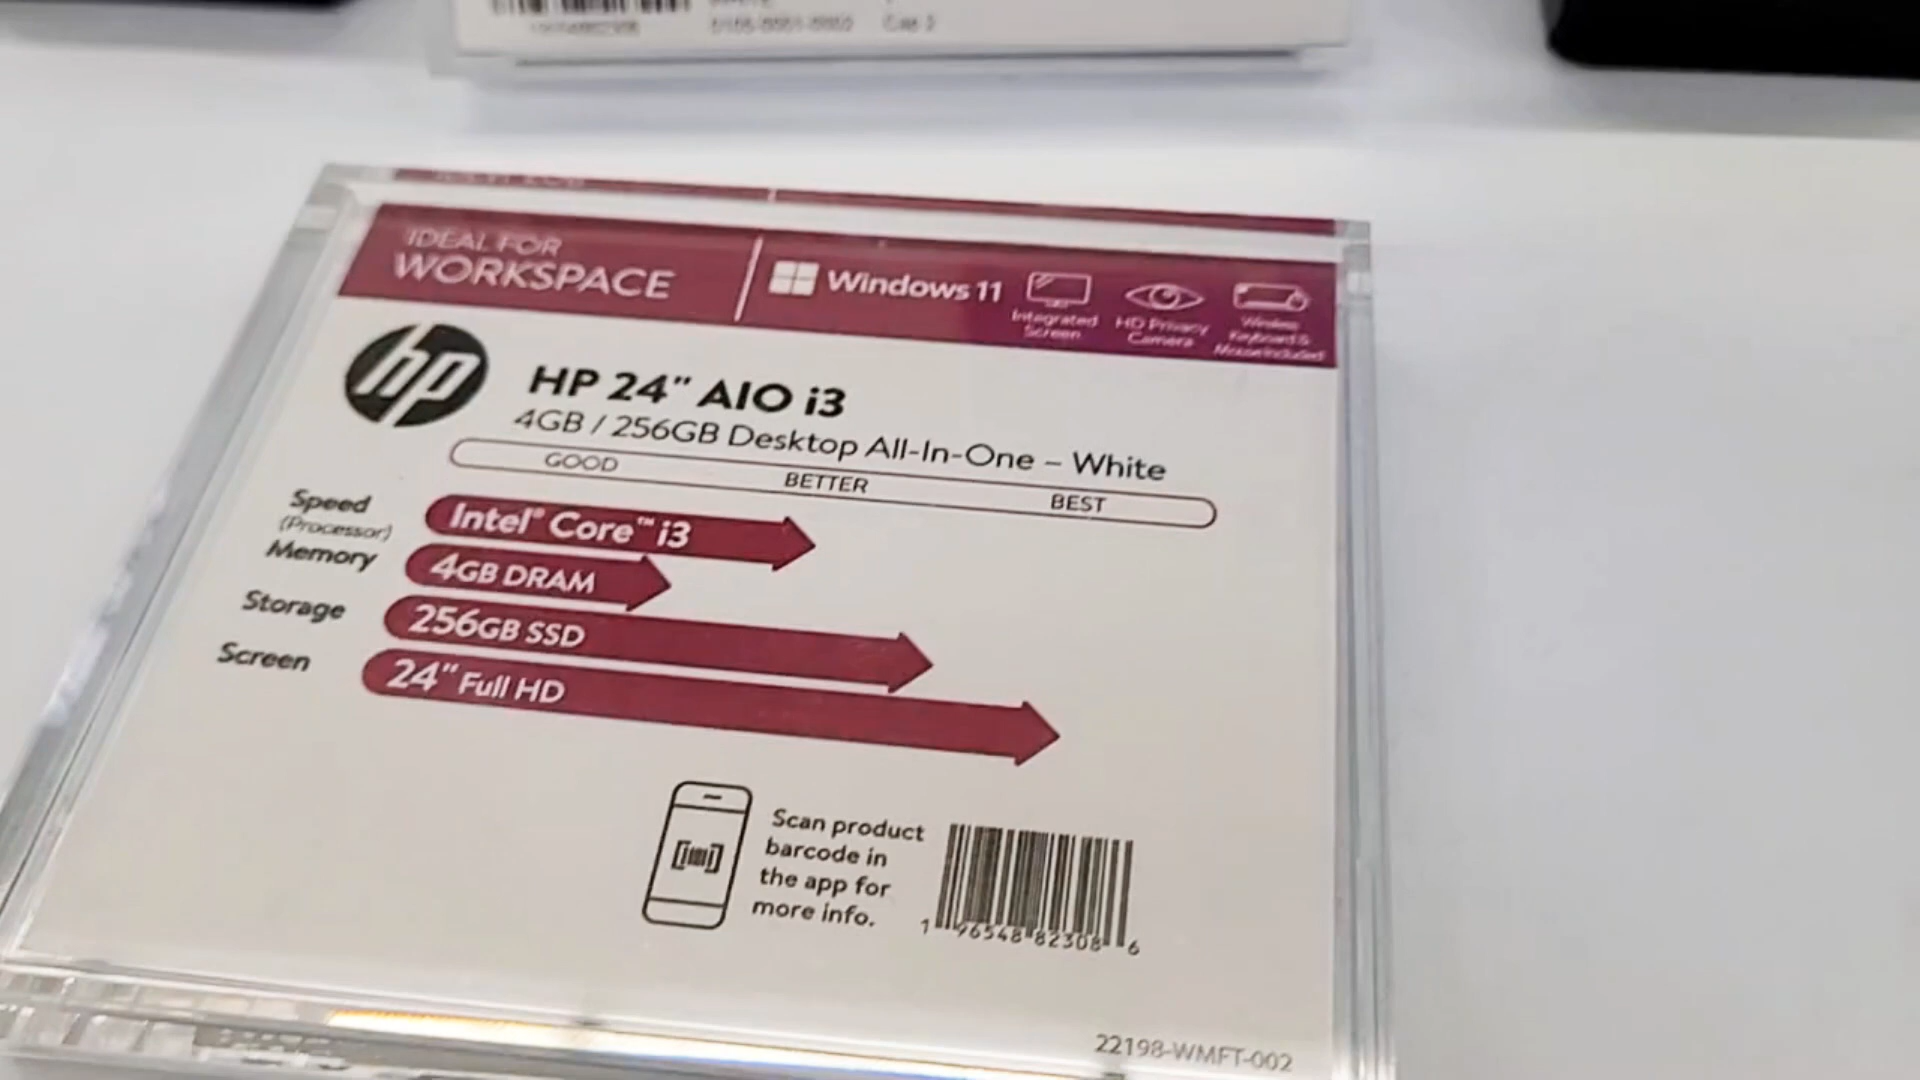 IDEAL FOR
WORKSPACE
Windows 11
Integrated
Screen
HD Privacy
Camera
Wireless
Keyboard &
Mouse Included
hp
HP 24" AIO i3
4GB / 256GB Desktop All-In-One – White
GOOD BETTER BEST
Speed
(Processor)
Intel® Core™ i3
Memory
4GB DRAM
Storage
256GB SSD
Screen
24" Full HD
Scan product
barcode in
the app for
more info.
1 96548 82308 6
22198-WMFT-002